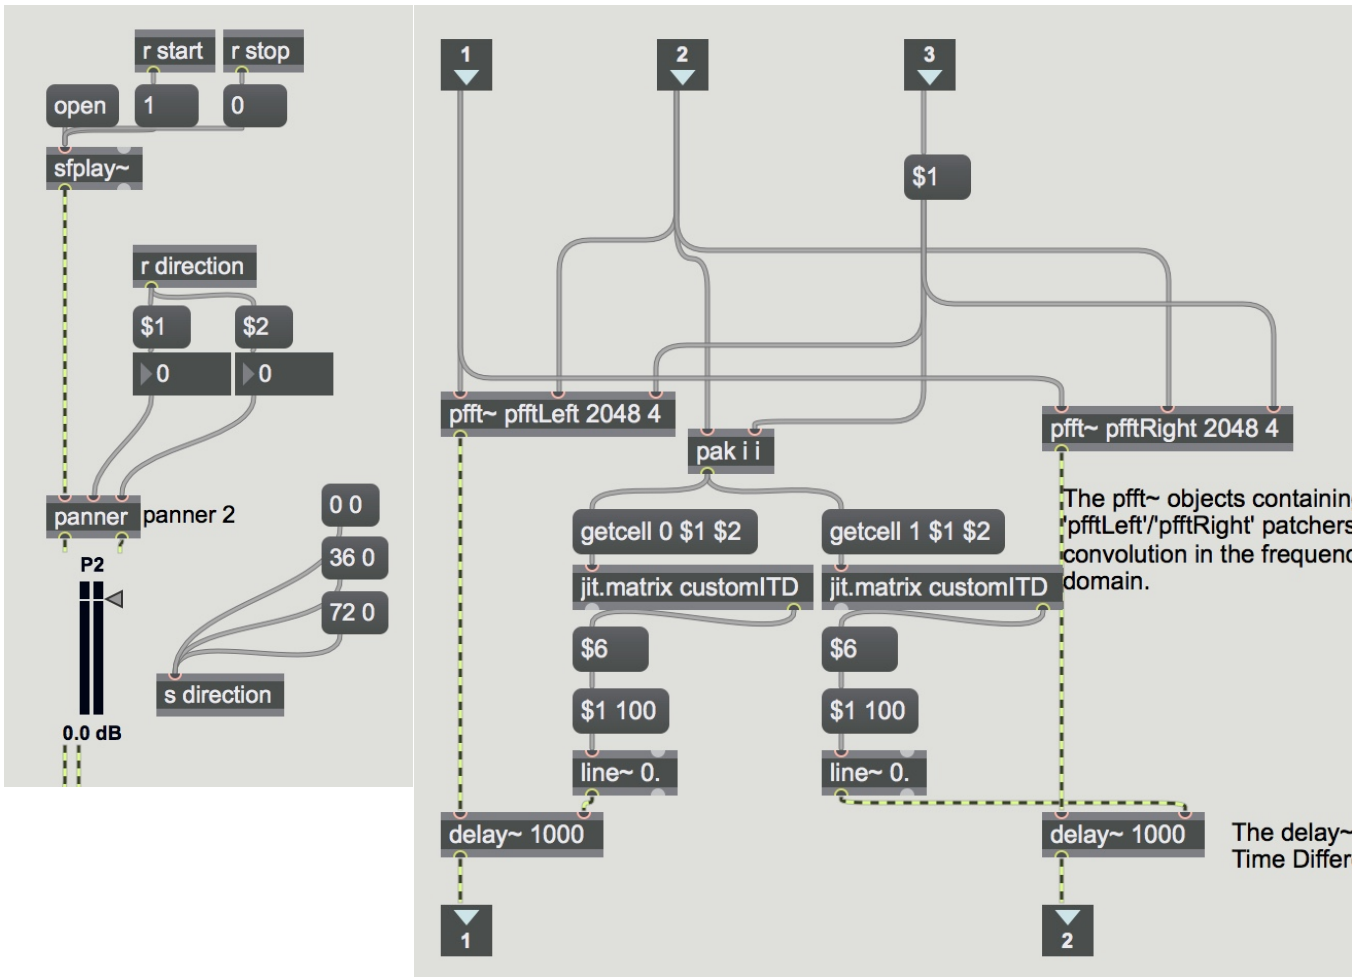 r start
r stop
open
1
0
sfplay~
r direction
$1
$2
0
0
panner
panner 2
P2
0.0 dB
0 0
36 0
72 0
s direction
1
2
3
$1
pfft~ pfftLeft 2048 4
pak i i
pfft~ pfftRight 2048 4
The pfft~ objects containin
'pfftLeft'/'pfftRight' patchers
convolution in the frequenc
domain.
getcell 0 $1 $2
getcell 1 $1 $2
jit.matrix customITD
jit.matrix customITD
$6
$6
$1 100
$1 100
line~ 0.
line~ 0.
delay~ 1000
delay~ 1000
The delay~
Time Differ
1
2